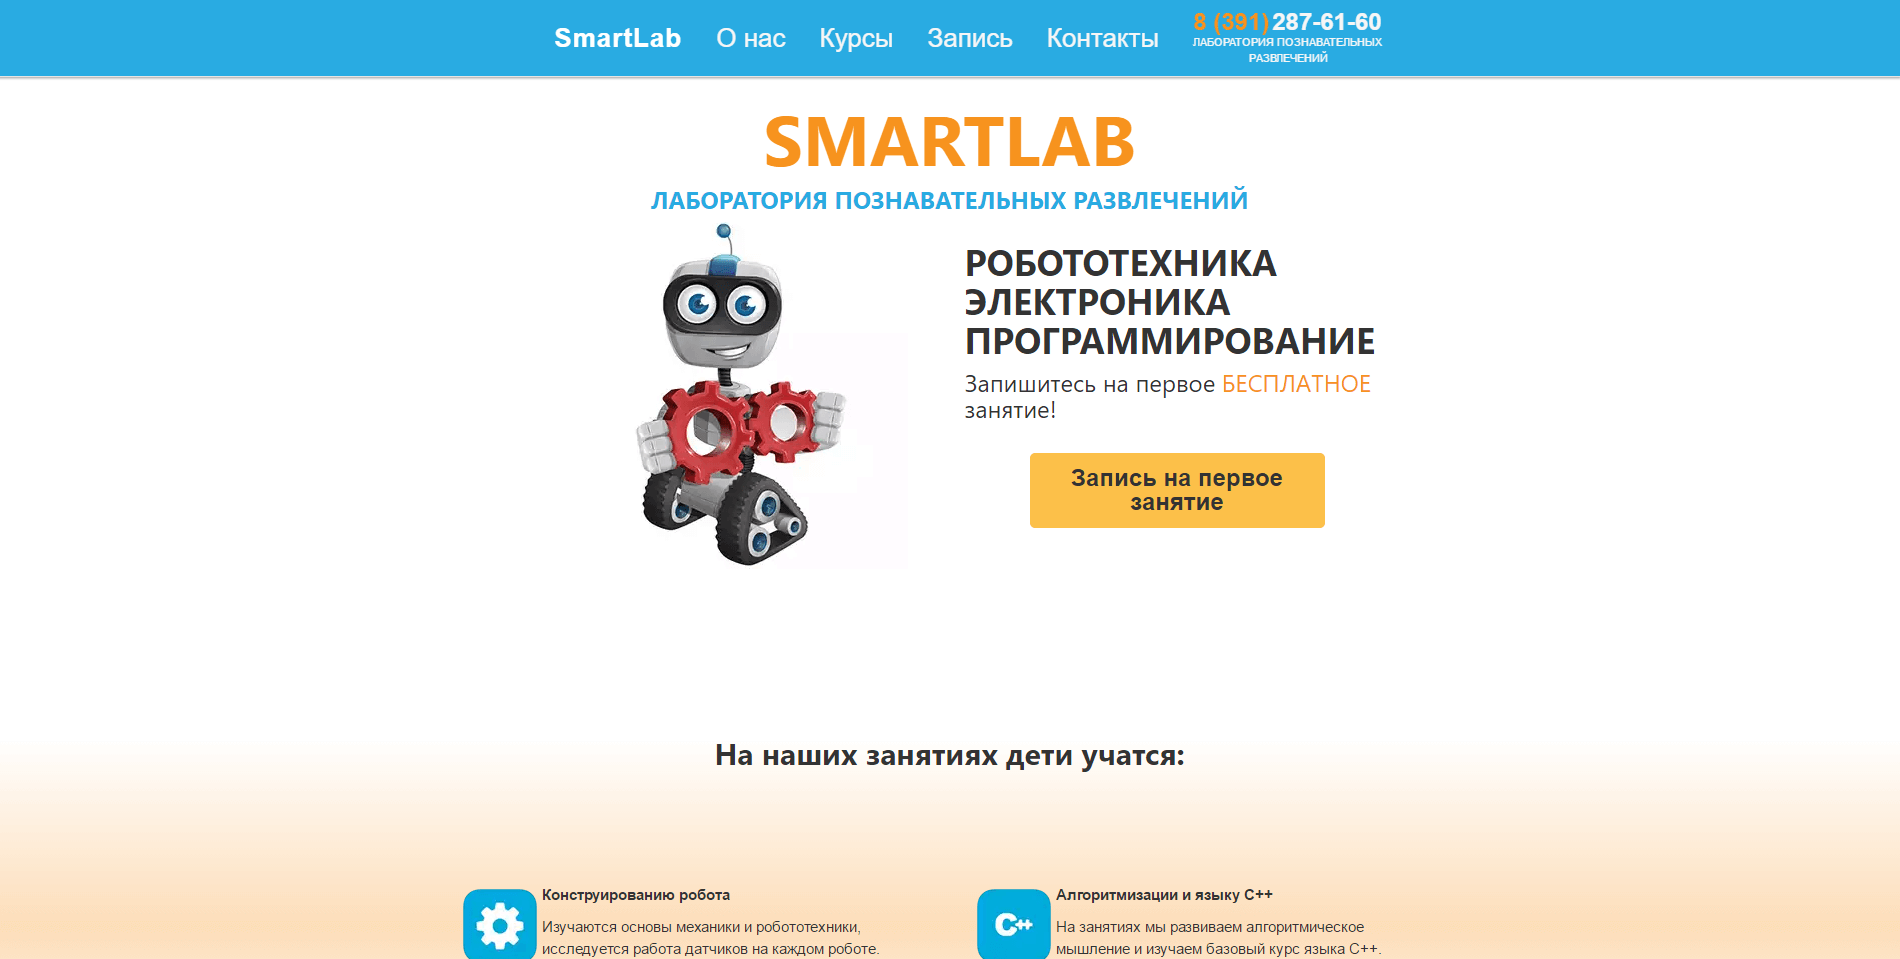 SmartLab О нас Курсы Запись Контакты
8 (391) 287-61-60
ЛАБОРАТОРИЯ ПОЗНАВАТЕЛЬНЫХ
РАЗВЛЕЧЕНИЙ
SMARTLAB
ЛАБОРАТОРИЯ ПОЗНАВАТЕЛЬНЫХ РАЗВЛЕЧЕНИЙ
РОБОТОТЕХНИКА
ЭЛЕКТРОНИКА
ПРОГРАММИРОВАНИЕ
Запишитесь на первое БЕСПЛАТНОЕ
занятие!
Запись на первое
занятие
На наших занятиях дети учатся:
Конструированию робота
Изучаются основы механики и робототехники,
исследуется работа датчиков на каждом роботе.
C++
Алгоритмизации и языку C++
На занятиях мы развиваем алгоритмическое
мышление и изучаем базовый курс языка C++.